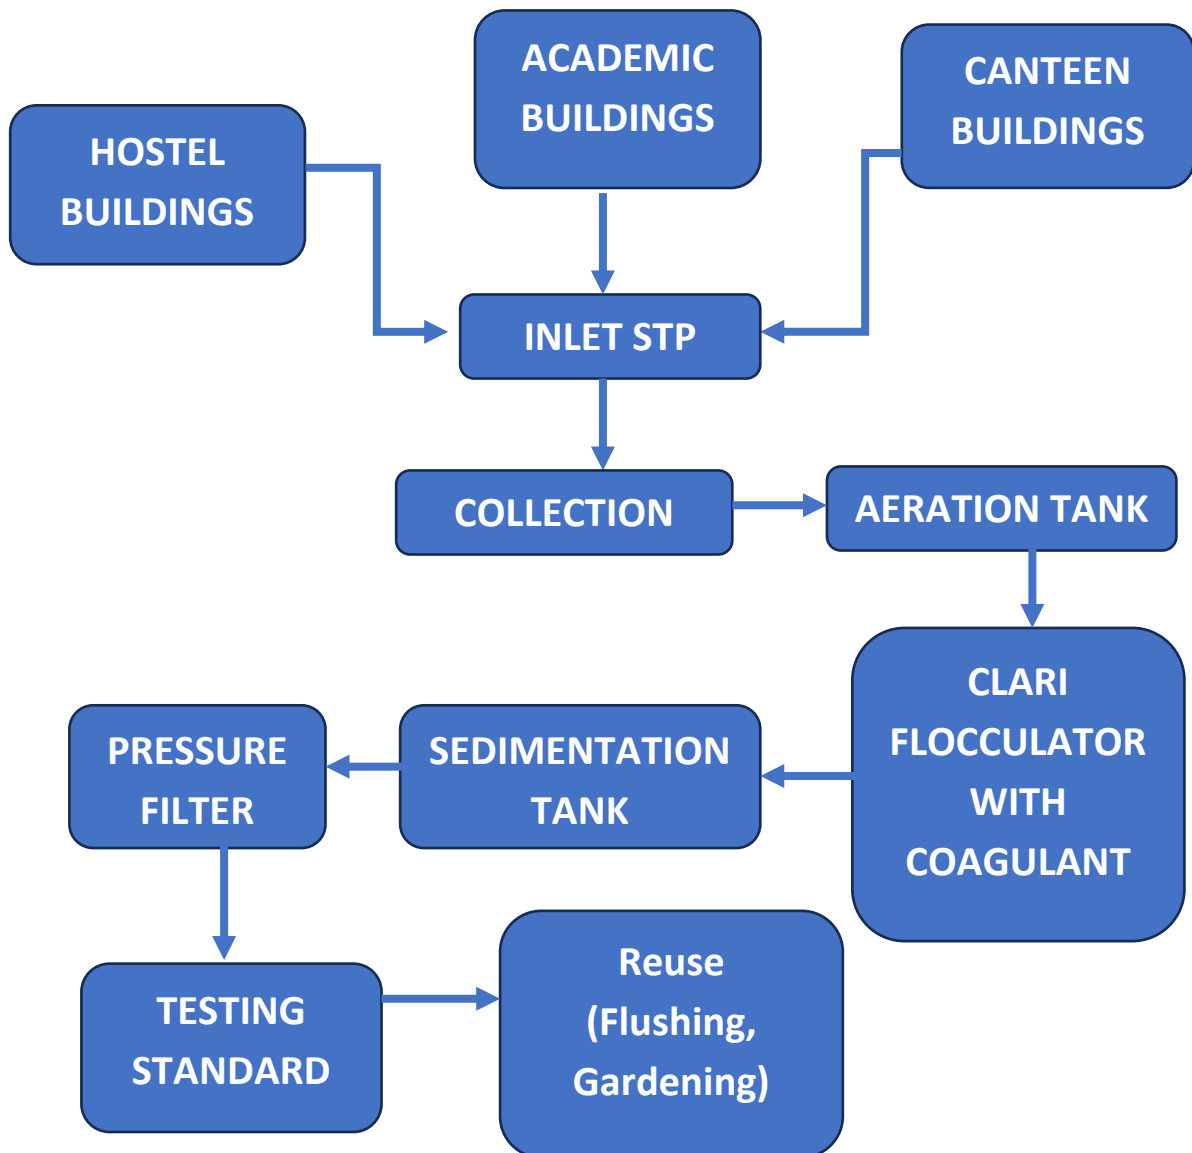 HOSTEL
BUILDINGS
ACADEMIC
BUILDINGS
CANTEEN
BUILDINGS
INLET STP
COLLECTION
AERATION TANK
CLARI
FLOCCULATOR
WITH
COAGULANT
SEDIMENTATION
TANK
PRESSURE
FILTER
TESTING
STANDARD
Reuse
(Flushing,
Gardening)